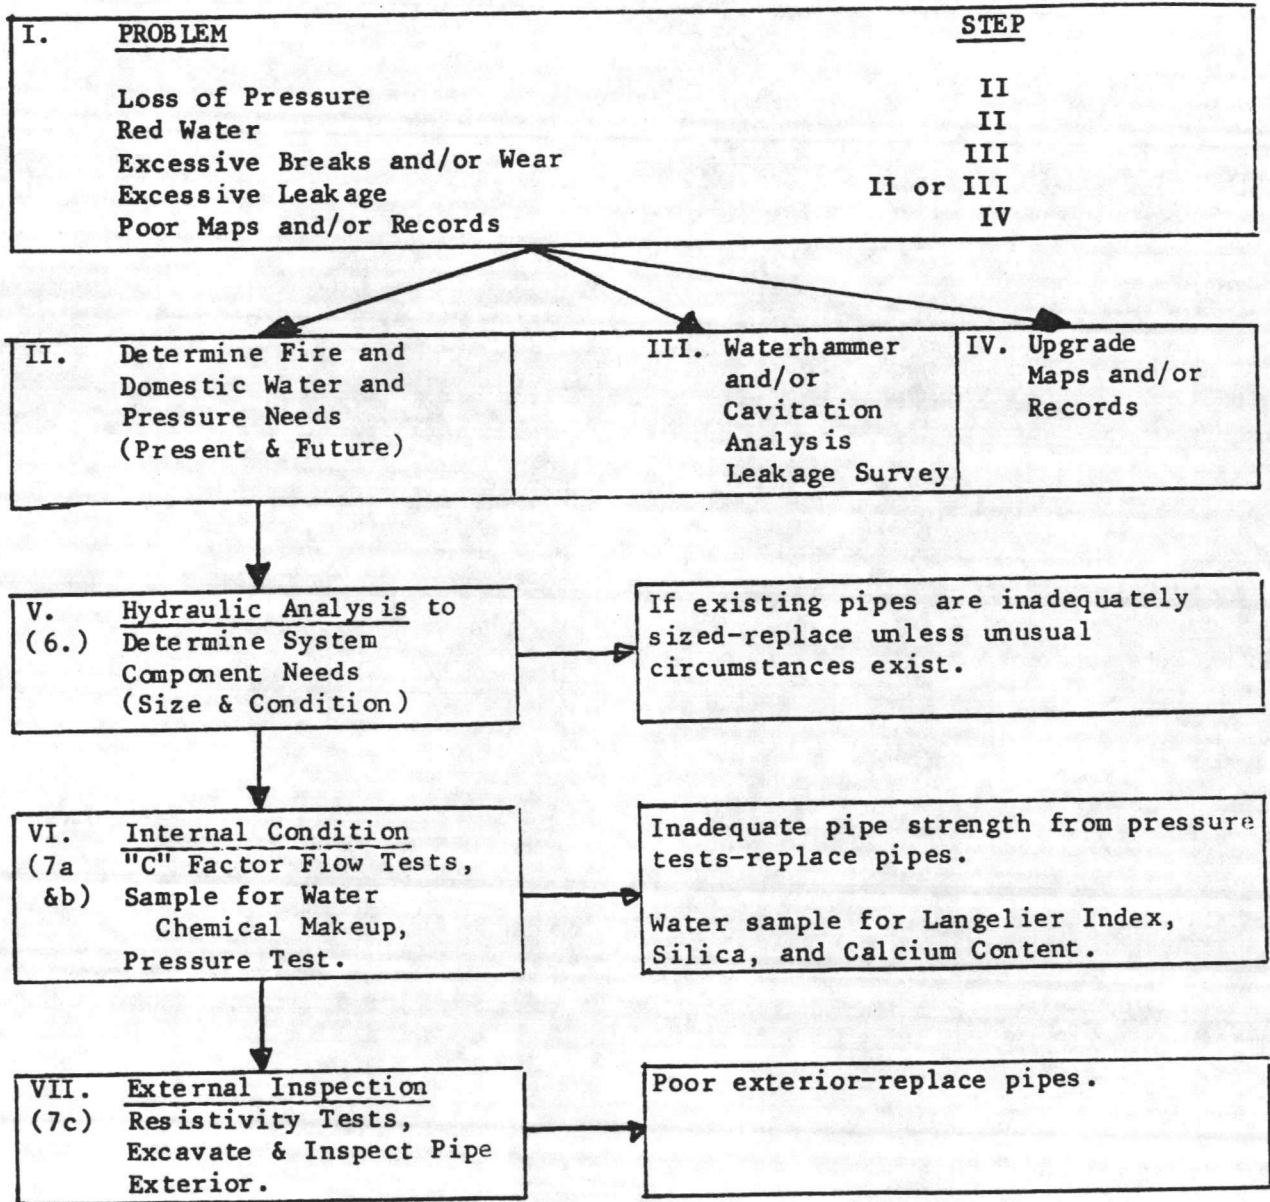 I. PROBLEM STEP
Loss of Pressure II
Red Water II
Excessive Breaks and/or Wear III
Excessive Leakage II or III
Poor Maps and/or Records IV
II. Determine Fire and
Domestic Water and
Pressure Needs
(Present & Future)
III. Waterhammer
and/or
Cavitation
Analysis
Leakage Survey
IV. Upgrade
Maps and/or
Records
V. Hydraulic Analysis to
(6.) Determine System
Component Needs
(Size & Condition)
If existing pipes are inadequately
sized-replace unless unusual
circumstances exist.
VI. Internal Condition
(7a "C" Factor Flow Tests,
&b) Sample for Water
Chemical Makeup,
Pressure Test
Inadequate pipe strength from pressure
tests-replace pipes.
Water sample for Langelier Index,
Silica, and Calcium Content.
VII. External Inspection
(7c) Resistivity Tests,
Excavate & Inspect Pipe
Exterior.
Poor exterior-replace pipes.